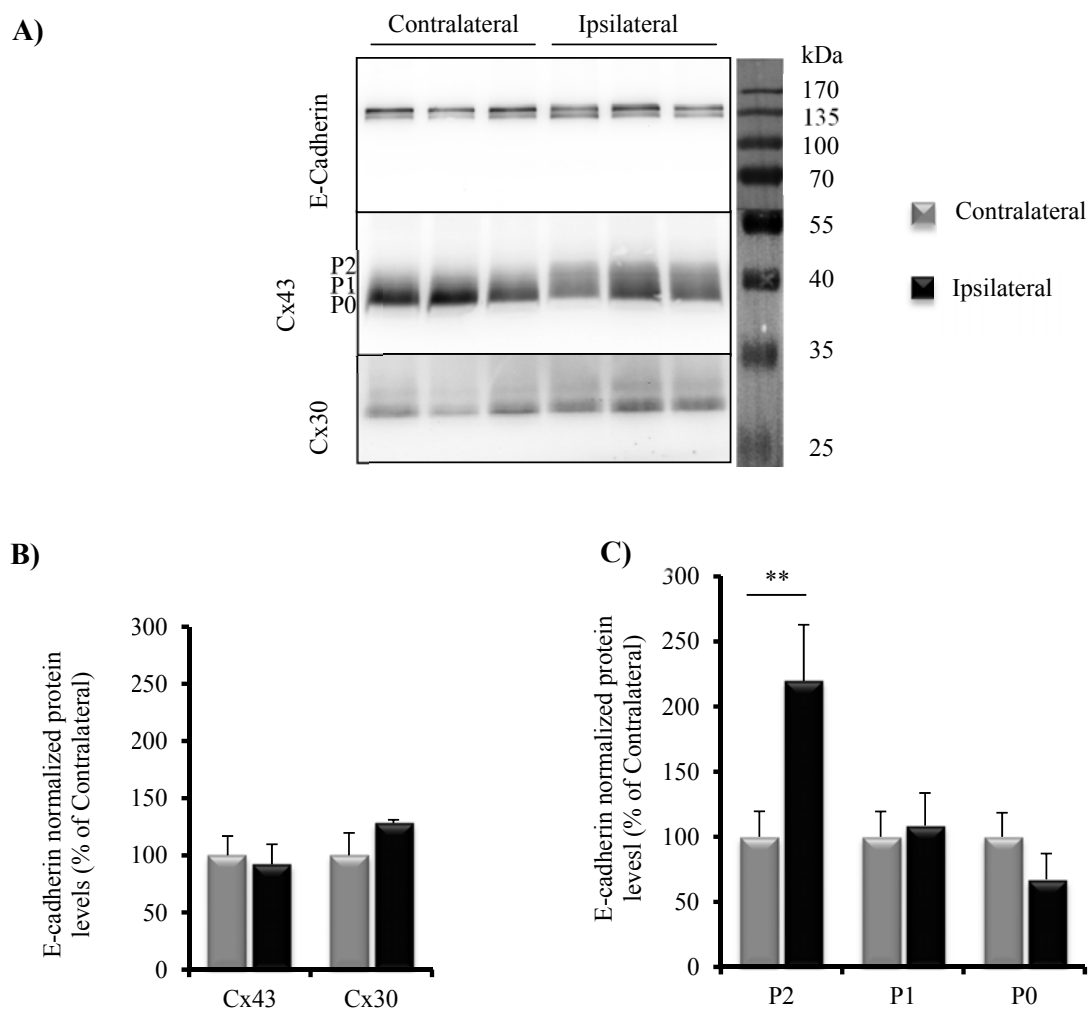 A)
Contralateral Ipsilateral
kDa
170
135
100
70
55
40
35
25
E-Cadherin
P2
P1
P0
Cx43
Cx30
Contralateral
Ipsilateral
B)
E-cadherin normalized protein
levels (% of Contralateral)
300
250
200
150
100
50
0
Cx43 Cx30
C)
E-cadherin normalized protein
levesl (% of Contralateral)
300
250
200
150
100
50
0
**
P2 P1 P0